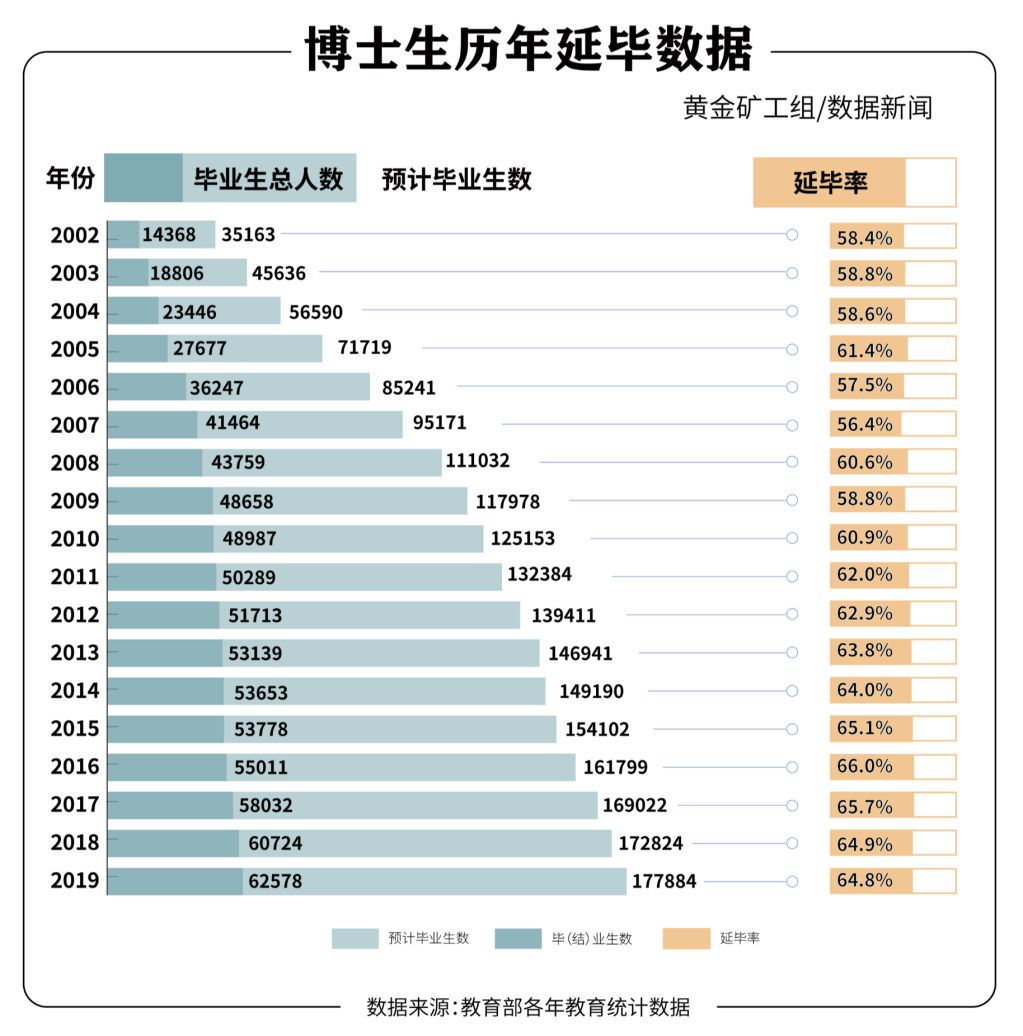 博士生历年延毕数据
黄金矿工组/数据新闻
年份 毕业生总人数 预计毕业生数 延毕率
2002 14368 35163 58.4%
2003 18806 45636 58.8%
2004 23446 56590 58.6%
2005 27677 71719 61.4%
2006 36247 85241 57.5%
2007 41464 95171 56.4%
2008 43759 111032 60.6%
2009 48658 117978 58.8%
2010 48987 125153 60.9%
2011 50289 132384 62.0%
2012 51713 139411 62.9%
2013 53139 146941 63.8%
2014 53653 149190 64.0%
2015 53778 154102 65.1%
2016 55011 161799 66.0%
2017 58032 169022 65.7%
2018 60724 172824 64.9%
2019 62578 177884 64.8%
预计毕业生数 毕(结)业生数 延毕率
数据来源:教育部各年教育统计数据